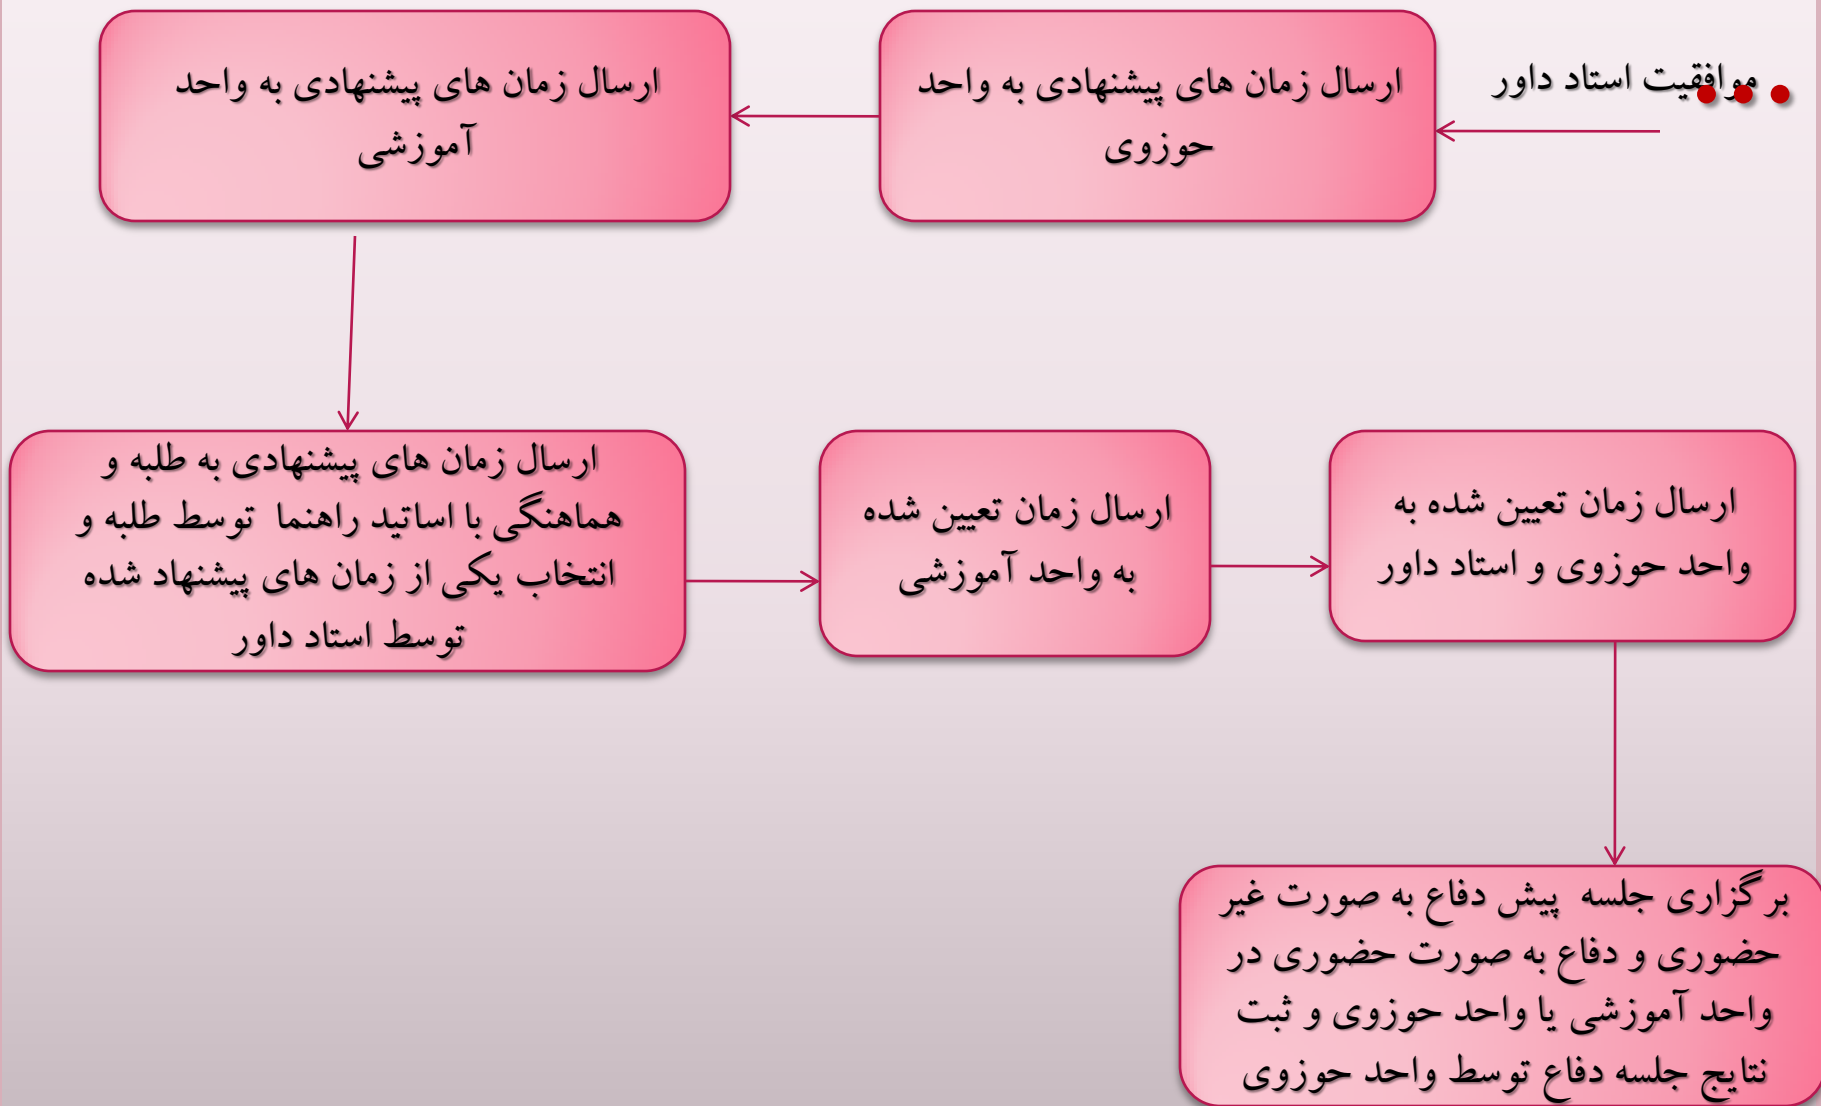 موافقیت استاد داور
...
ارسال زمان های پیشنهادی به واحد
حوزوی
ارسال زمان های پیشنهادی به واحد
آموزشی
ارسال زمان های پیشنهادی به طلبه و
هماهنگی با اساتید راهنما توسط طلبه و
انتخاب یکی از زمان های پیشنهاد شده
توسط استاد داور
ارسال زمان تعیین شده
به واحد آموزشی
ارسال زمان تعیین شده به
واحد حوزوی و استاد داور
برگزاری جلسه پیش دفاع به صورت غیر
حضوری و دفاع به صورت حضوری در
واحد آموزشی یا واحد حوزوی و ثبت
نتایج جلسه دفاع توسط واحد حوزوی